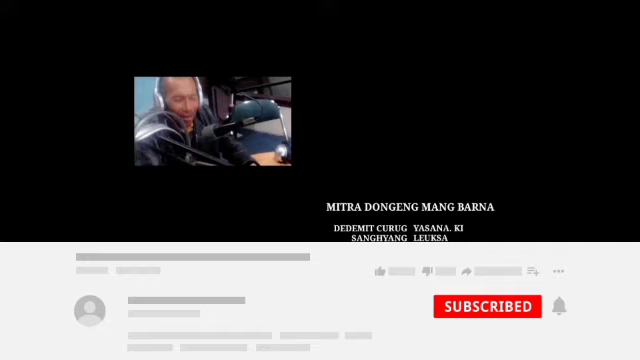 MITRA DONGENG MANG BARNA
DEDEMIT CURUG YASANA. KI
SANGHYANG LEUKSA
SUBSCRIBED